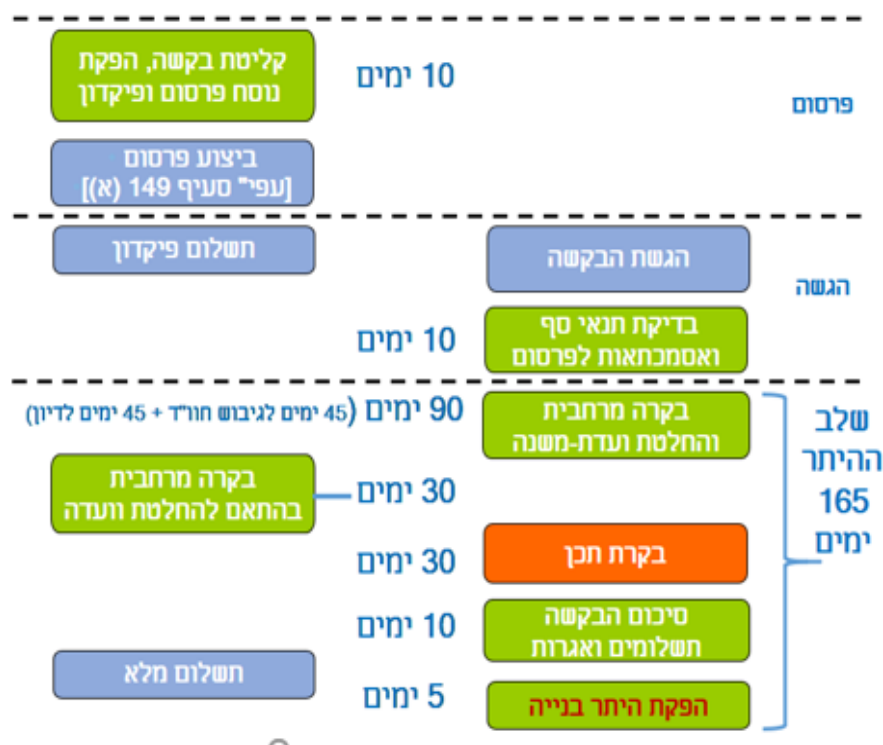 קליטת בקשה, הפקת
נוסח פרסום ופיקדון
10 ימים
פרסום
ביצוע פרסום
[עפי" סעיף 149 (א)]
הגשה
הגשת הבקשה
תשלום פיקדון
בדיקת תנאי סף
ואסמכתאות לפרסום
10 ימים
שלב
ההיתר
165
ימים
בקרה מרחבית
והחלטת ועדת-משנה
90 ימים (45 ימים לגיבוש חוו"ד + 45 ימים לדיון)
30 ימים
בקרה מרחבית
בהתאם להחלטת וועדה
בקרת תכן
30 ימים
סיכום הבקשה
תשלומים ואגרות
10 ימים
תשלום מלא
הפקת היתר בנייה
5 ימים